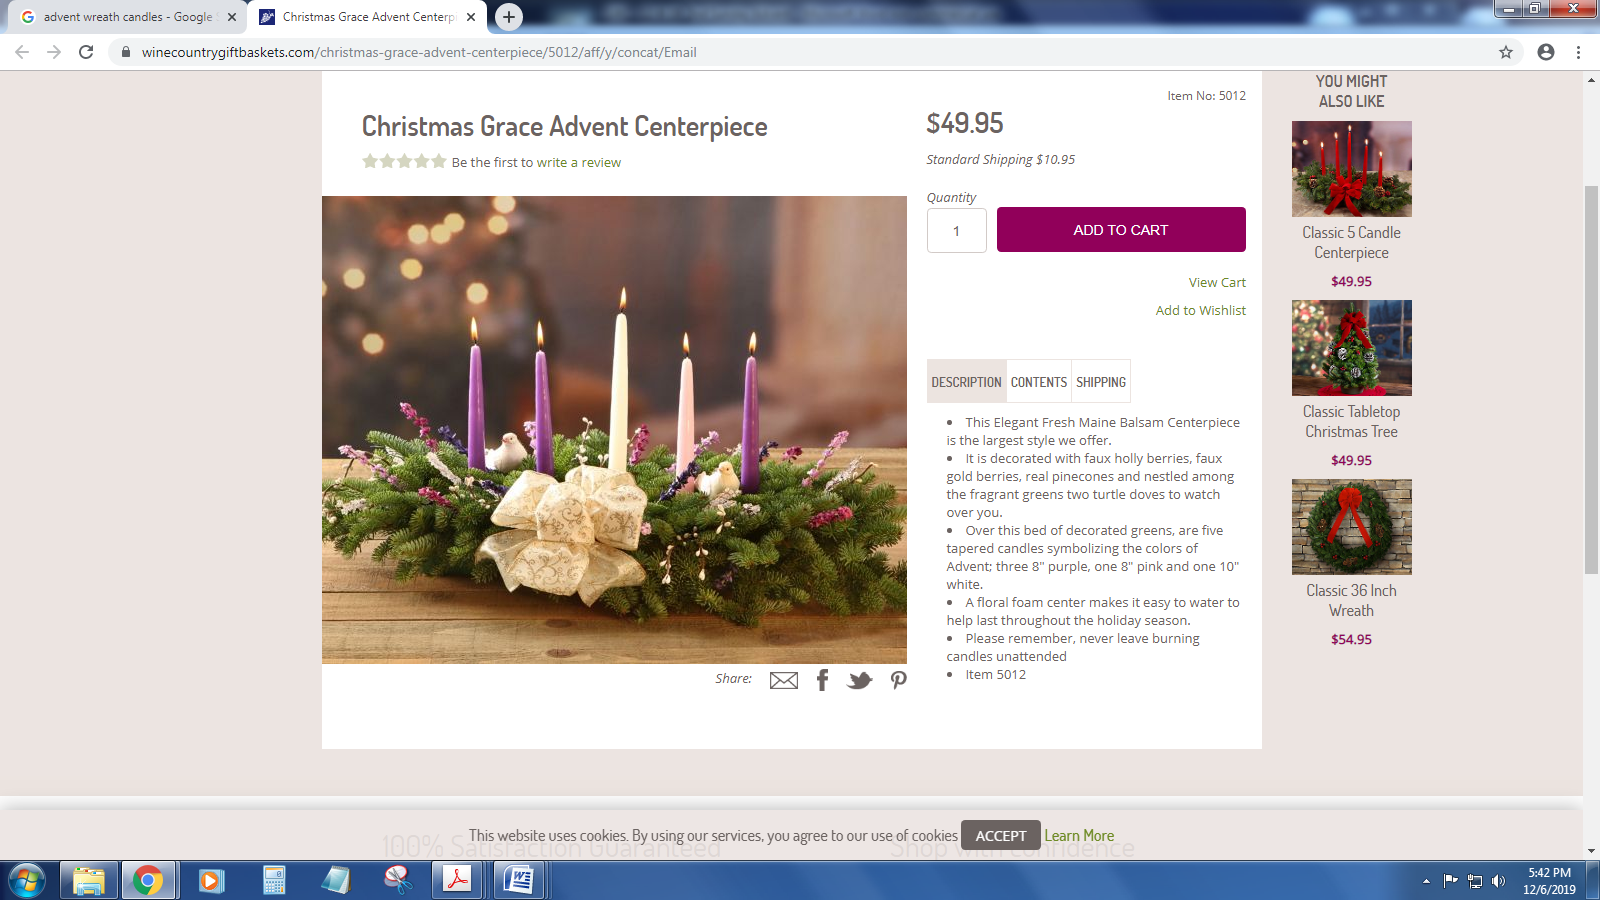 advent wreath candles - Google
Christmas Grace Advent Centerp
winecountrygiftbaskets.com/christmas-grace-advent-centerpiece/5012/aff/y/concat/Email
Item No: 5012
Christmas Grace Advent Centerpiece
Be the first to write a review
$49.95
Standard Shipping $10.95
Quantity
1
ADD TO CART
View Cart
Add to Wishlist
DESCRIPTION CONTENTS SHIPPING
• This Elegant Fresh Maine Balsam Centerpiece
is the largest style we offer.
• It is decorated with faux holly berries, faux
gold berries, real pinecones and nestled among
the fragrant greens two turtle doves to watch
over you.
• Over this bed of decorated greens, are five
tapered candles symbolizing the colors of
Advent; three 8" purple, one 8" pink and one 10"
white.
• A floral foam center makes it easy to water to
help last throughout the holiday season.
• Please remember, never leave burning
candles unattended
• Item 5012
Share:
YOU MIGHT
ALSO LIKE
Classic 5 Candle
Centerpiece
$49.95
Classic Tabletop
Christmas Tree
$49.95
Classic 36 Inch
Wreath
$54.95
100% Satisfaction Guaranteed
Shop with confidence
This website uses cookies. By using our services, you agree to our use of cookies ACCEPT Learn More
5:42 PM
12/6/2019